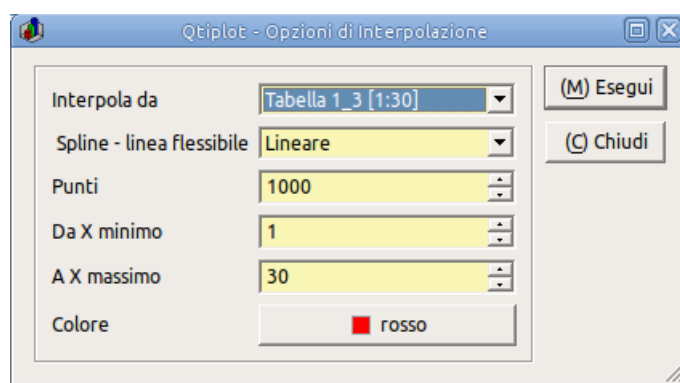 Qtiplot - Opzioni di Interpolazione
Interpola da Tabella 1_3 [1:30] (M) Esegui
Spline - linea flessibile Lineare (C) Chiudi
Punti 1000
Da X minimo 1
A X massimo 30
Colore rosso